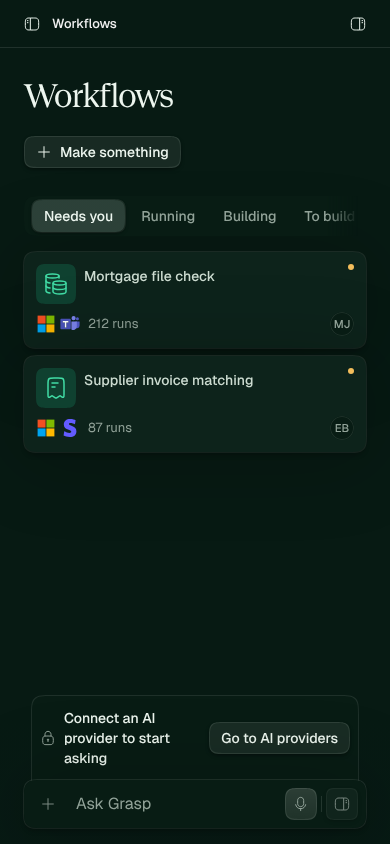 Workflows
Workflows
Make something
Needs you
Running
Building
To build
Mortgage file check
T
212 runs
MJ
Supplier invoice matching
S
87 runs
EB
Connect an AI
provider to start
asking
Go to AI providers
Ask Grasp